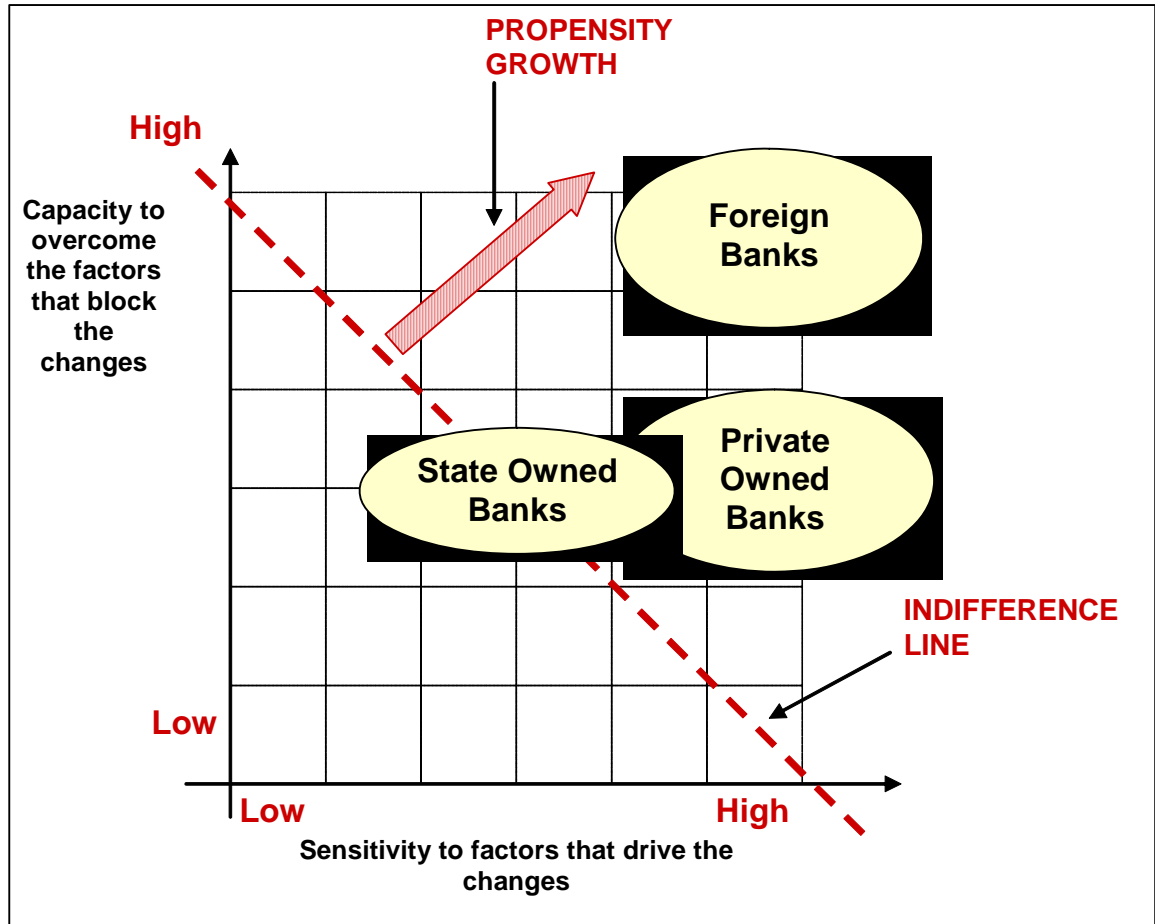 PROPENSITY
GROWTH
High
Capacity to
overcome
the factors
that block
the
changes
Foreign
Banks
State Owned
Banks
Private
Owned
Banks
INDIFFERENCE
LINE
Low
Low
High
Sensitivity to factors that drive the
changes